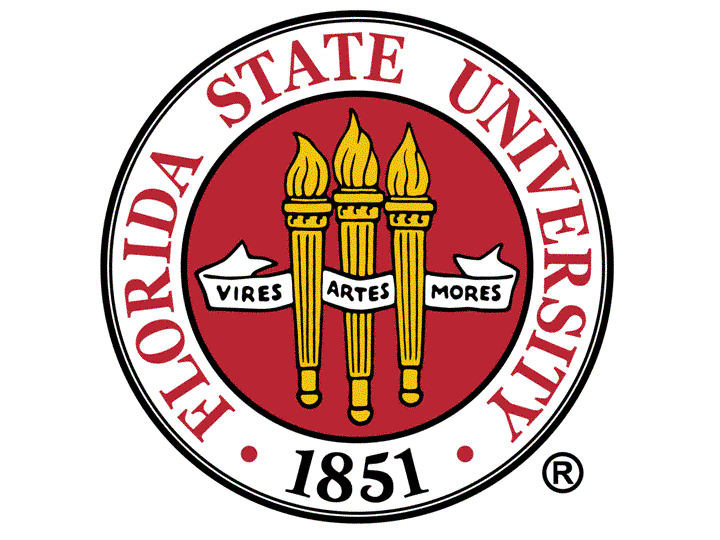 FLORIDA STATE UNIVERSITY
VIRES ARTES MORES
· 1851 ·
®